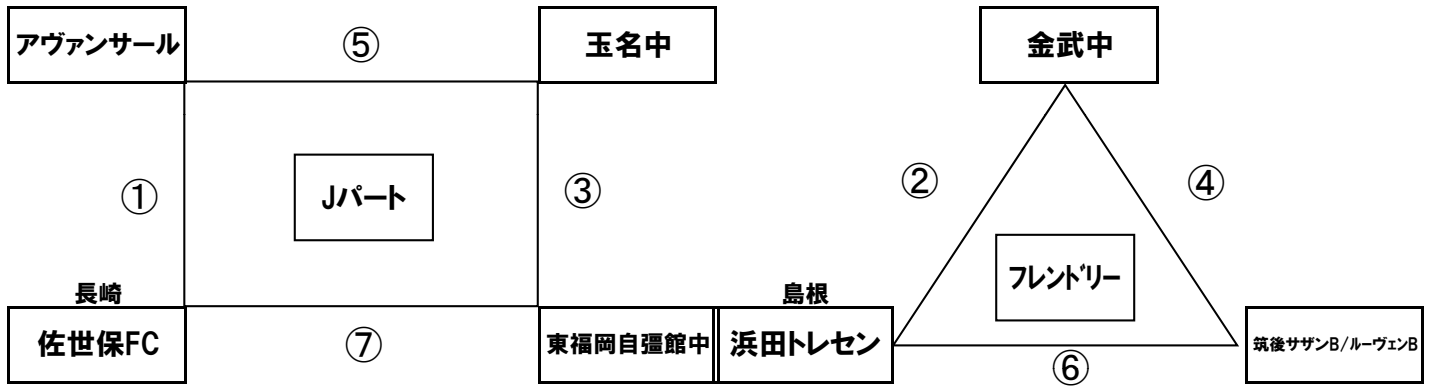 アヴァンサール
⑤
玉名中
金武中
①
Jパート
③
②
④
フレンドリー
長崎
島根
佐世保FC
⑦
東福岡自彊館中
浜田トレセン
⑥
筑後サザンB/ルーヴェンB